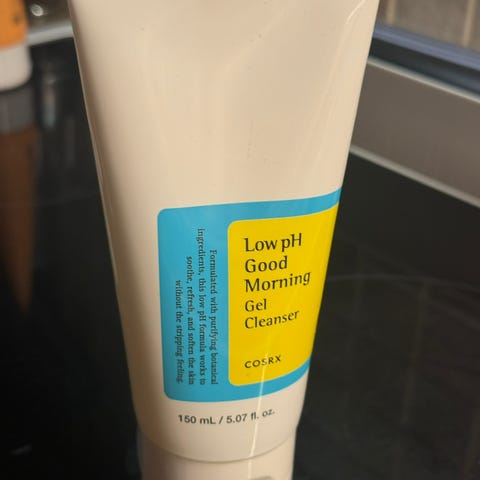 Low pH
Good
Morning
Gel
Cleanser
COSRX
Formulated with purifying botanical
ingredients, this low pH formula works to
soothe, refresh, and soften the skin
without the stripping feeling.
150 mL / 5.07 fl. oz.